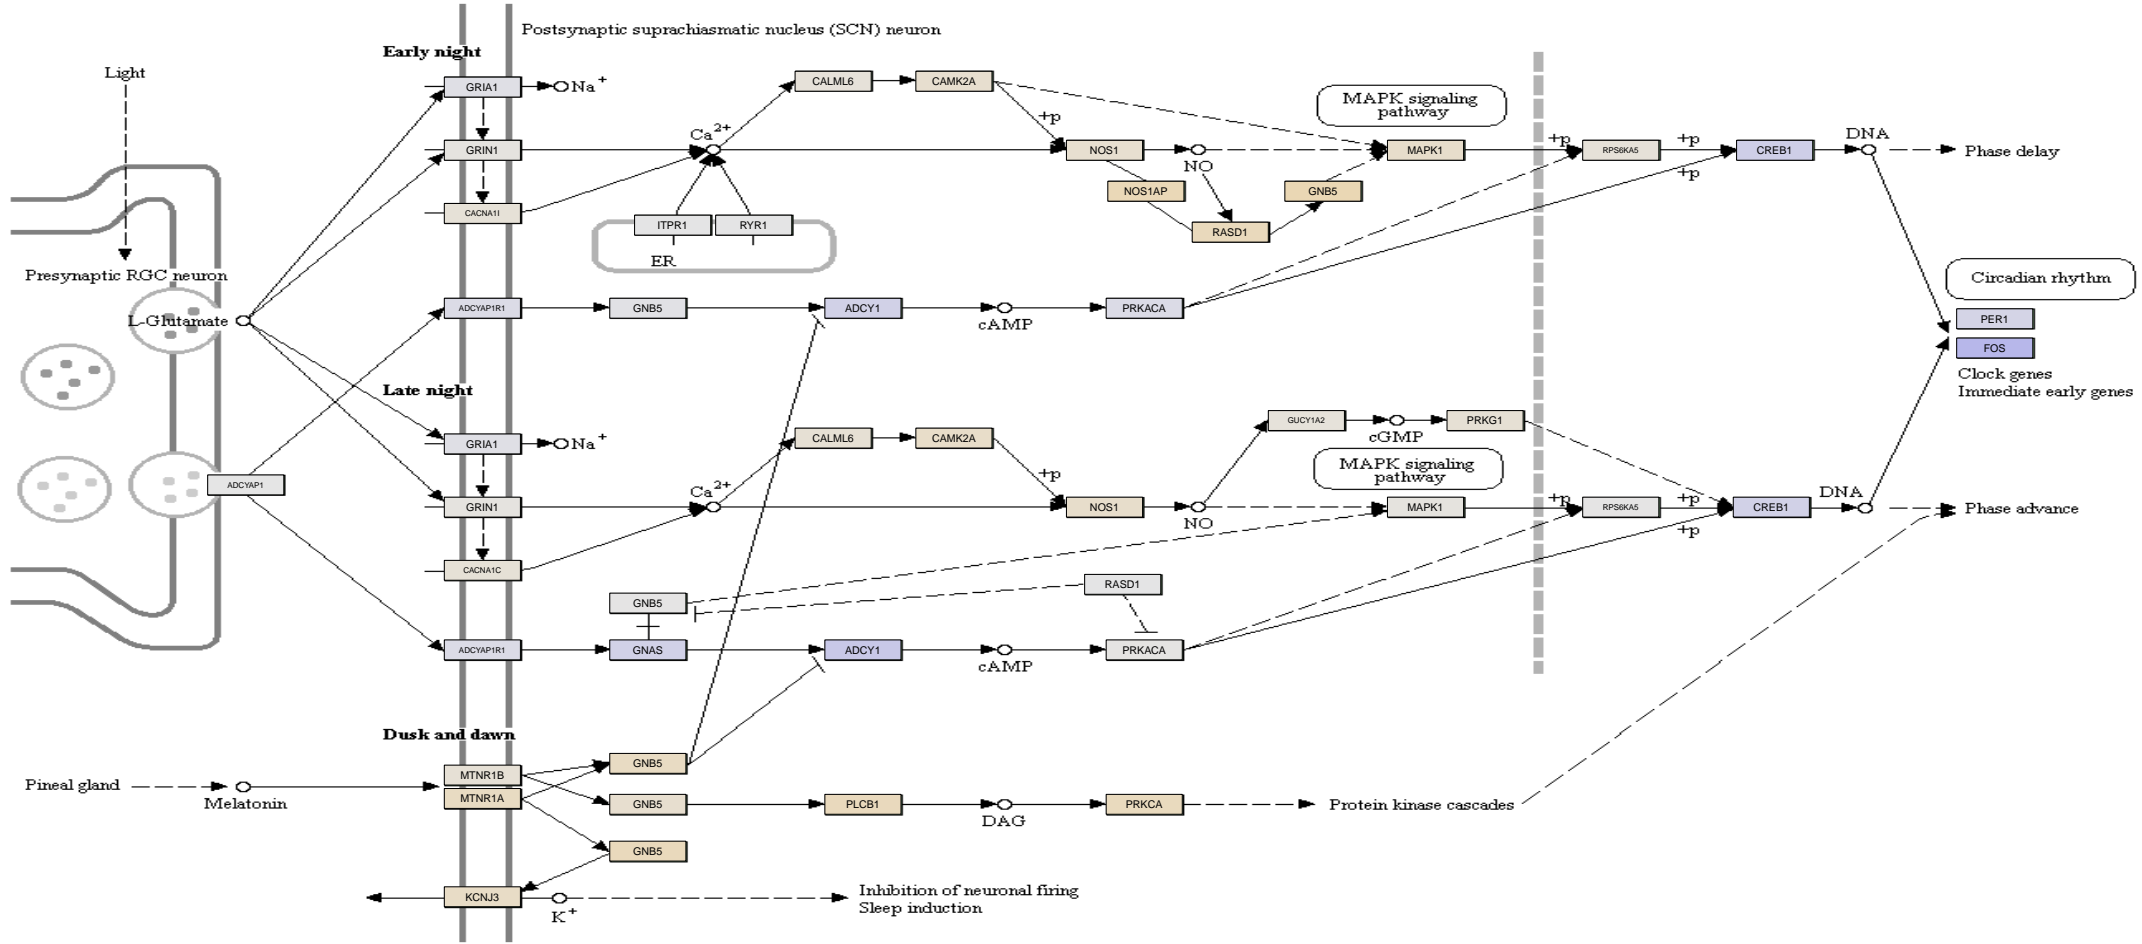 Postsynaptic suprachiasmatic nucleus (SCN) neuron
Early night
Light
GRIA1
Na+
CALML6
CAMK2A
MAPK signaling
pathway
+p
Ca2+
GRIN1
NOS1
NO
MAPK1
+p
RPS6KA5
+p
CREB1
DNA
Phase delay
+p
NOS1AP
GNB5
CACNA1I
ITPR1
RYR1
RASD1
ER
Presynaptic RGC neuron
Circadian rhythm
L-Glutamate
ADCYAP1R1
GNB5
ADCY1
cAMP
PRKACA
PER1
FOS
Clock genes
Immediate early genes
Late night
GRIA1
Na+
CALML6
CAMK2A
GUCY1A2
cGMP
PRKG1
MAPK signaling
pathway
+p
ADCYAP1
Ca2+
GRIN1
NOS1
NO
MAPK1
+p
RPS6KA5
+p
CREB1
DNA
Phase advance
+p
CACNA1C
RASD1
GNB5
ADCYAP1R1
GNAS
ADCY1
cAMP
PRKACA
Dusk and dawn
GNB5
MTNR1B
Pineal gland
Melatonin
MTNR1A
GNB5
PLCB1
DAG
PRKCA
Protein kinase cascades
GNB5
KCNJ3
K+
Inhibition of neuronal firing
Sleep induction